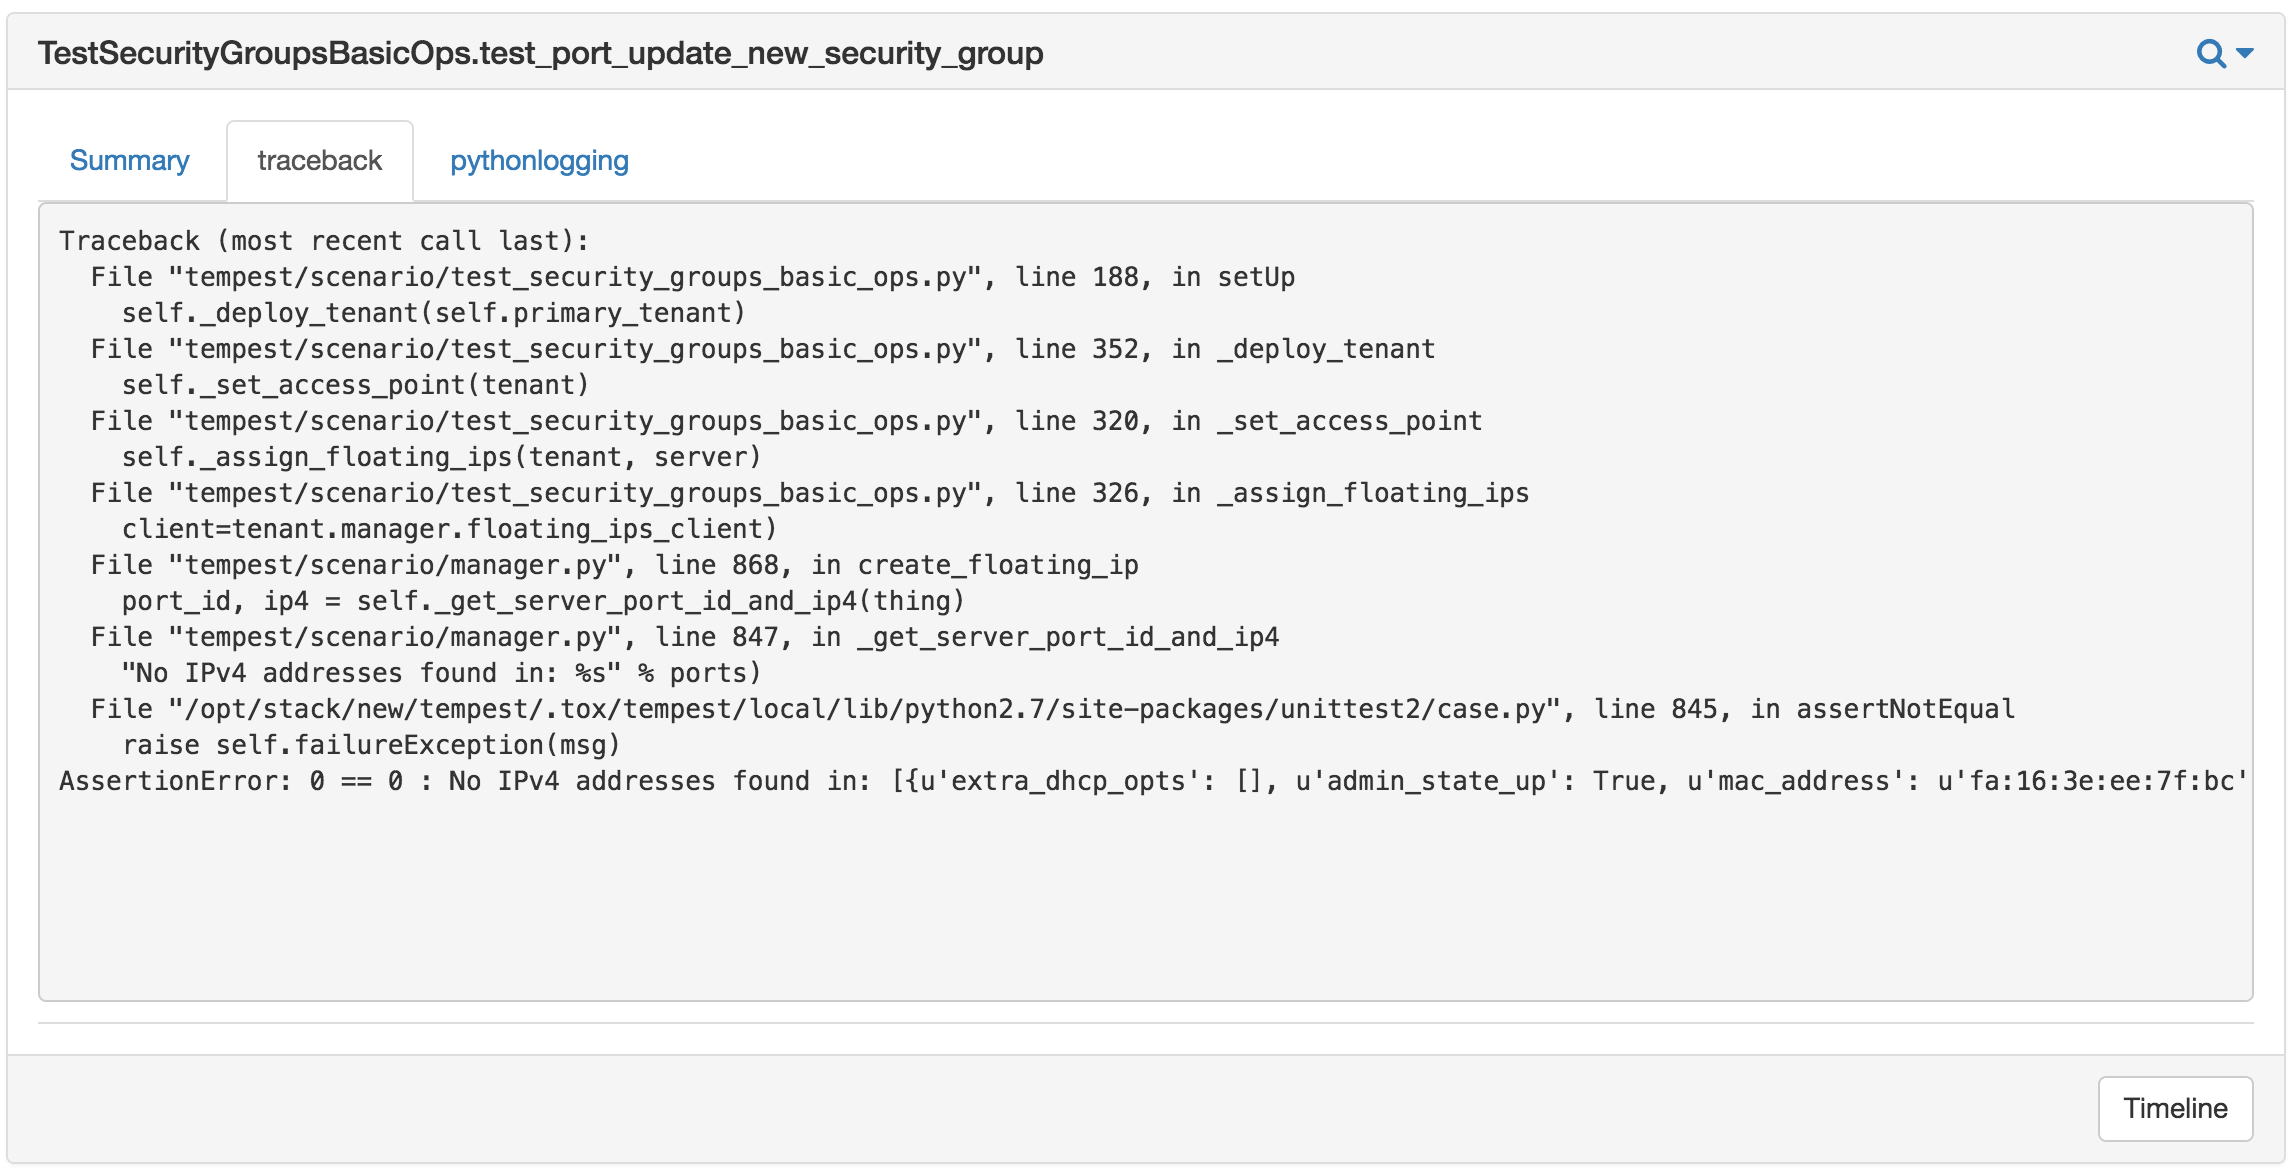 TestSecurityGroupsBasicOps.test_port_update_new_security_group
Summary traceback pythonlogging
Traceback (most recent call last):
  File "tempest/scenario/test_security_groups_basic_ops.py", line 188, in setUp
    self._deploy_tenant(self.primary_tenant)
  File "tempest/scenario/test_security_groups_basic_ops.py", line 352, in _deploy_tenant
    self._set_access_point(tenant)
  File "tempest/scenario/test_security_groups_basic_ops.py", line 320, in _set_access_point
    self._assign_floating_ips(tenant, server)
  File "tempest/scenario/test_security_groups_basic_ops.py", line 326, in _assign_floating_ips
    client=tenant.manager.floating_ips_client)
  File "tempest/scenario/manager.py", line 868, in create_floating_ip
    port_id, ip4 = self._get_server_port_id_and_ip4(thing)
  File "tempest/scenario/manager.py", line 847, in _get_server_port_id_and_ip4
    "No IPv4 addresses found in: %s" % ports)
  File "/opt/stack/new/tempest/.tox/tempest/local/lib/python2.7/site-packages/unittest2/case.py", line 845, in assertNotEqual
    raise self.failureException(msg)
AssertionError: 0 == 0 : No IPv4 addresses found in: [{u'extra_dhcp_opts': [], u'admin_state_up': True, u'mac_address': u'fa:16:3e:ee:7f:bc'
Timeline